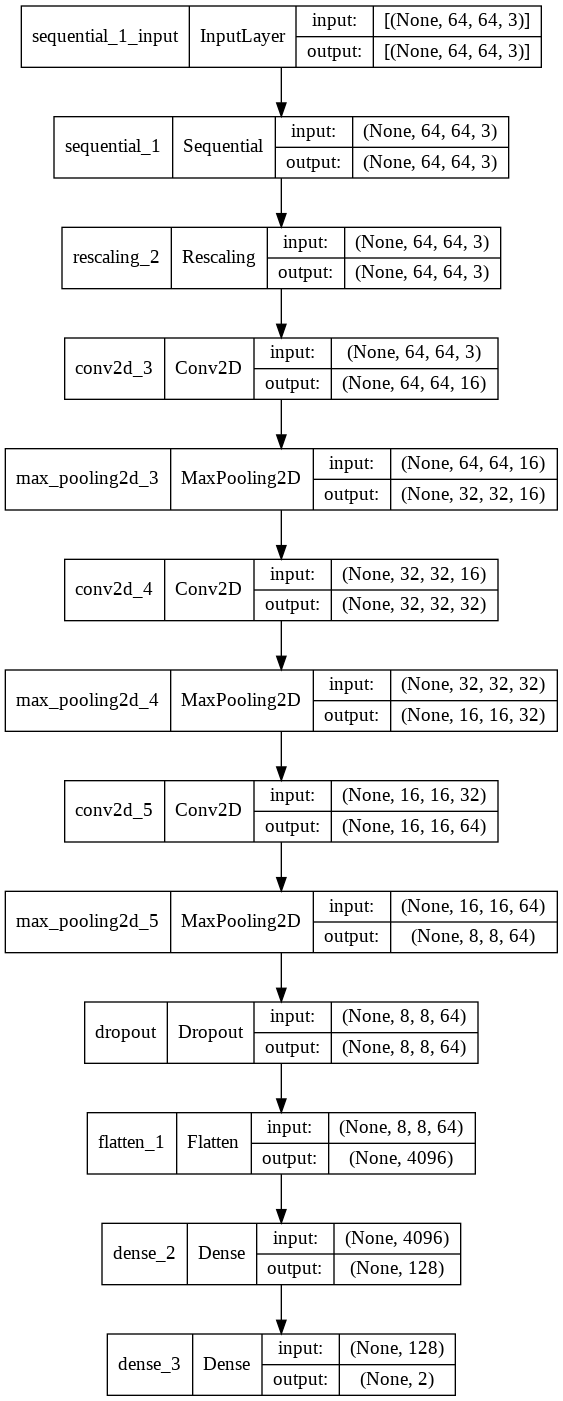 sequential_1_input InputLayer input: [(None, 64, 64, 3)]
output: [(None, 64, 64, 3)]
sequential_1 Sequential input: (None, 64, 64, 3)
output: (None, 64, 64, 3)
rescaling_2 Rescaling input: (None, 64, 64, 3)
output: (None, 64, 64, 3)
conv2d_3 Conv2D input: (None, 64, 64, 3)
output: (None, 64, 64, 16)
max_pooling2d_3 MaxPooling2D input: (None, 64, 64, 16)
output: (None, 32, 32, 16)
conv2d_4 Conv2D input: (None, 32, 32, 16)
output: (None, 32, 32, 32)
max_pooling2d_4 MaxPooling2D input: (None, 32, 32, 32)
output: (None, 16, 16, 32)
conv2d_5 Conv2D input: (None, 16, 16, 32)
output: (None, 16, 16, 64)
max_pooling2d_5 MaxPooling2D input: (None, 16, 16, 64)
output: (None, 8, 8, 64)
dropout Dropout input: (None, 8, 8, 64)
output: (None, 8, 8, 64)
flatten_1 Flatten input: (None, 8, 8, 64)
output: (None, 4096)
dense_2 Dense input: (None, 4096)
output: (None, 128)
dense_3 Dense input: (None, 128)
output: (None, 2)